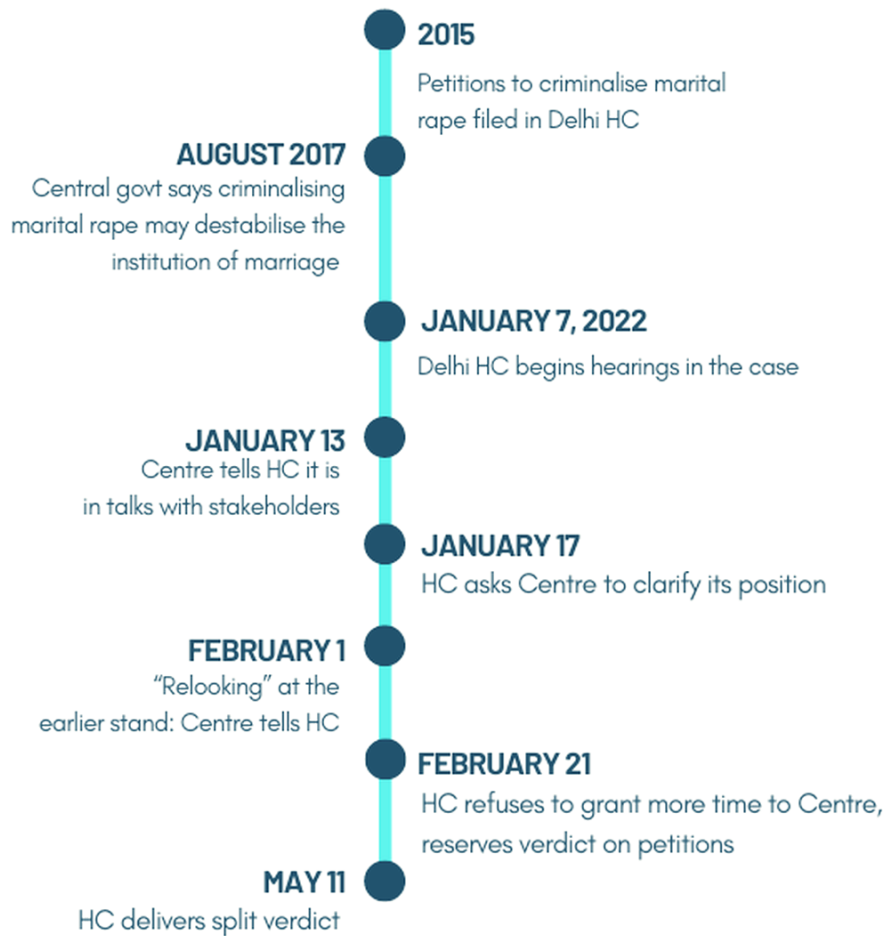 2015
Petitions to criminalise marital
rape filed in Delhi HC
AUGUST 2017
Central govt says criminalising
marital rape may destabilise the
institution of marriage
JANUARY 7, 2022
Delhi HC begins hearings in the case
JANUARY 13
Centre tells HC it is
in talks with stakeholders
JANUARY 17
HC asks Centre to clarify its position
FEBRUARY 1
“Relooking” at the
earlier stand: Centre tells HC
FEBRUARY 21
HC refuses to grant more time to Centre,
reserves verdict on petitions
MAY 11
HC delivers split verdict